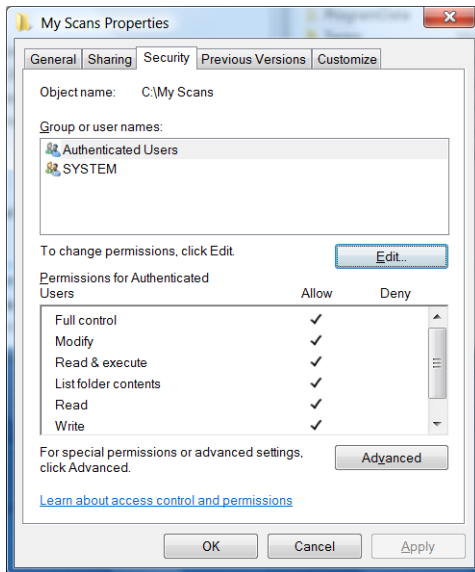 ProgramData
My Scans Properties
General Sharing Security Previous Versions Customize
Object name: C:\My Scans
Group or user names:
Authenticated Users
SYSTEM
To change permissions, click Edit.
Edit...
Permissions for Authenticated
Users Allow Deny
Full control
Modify
Read & execute
List folder contents
Read
Write
For special permissions or advanced settings,
click Advanced.
Advanced
Learn about access control and permissions
OK Cancel Apply